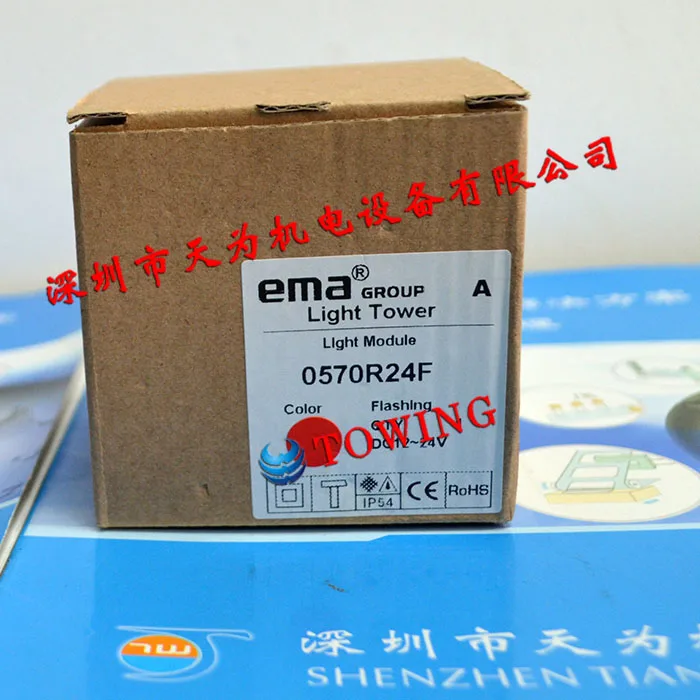 深圳市天为机电设备有限公司
ema® GROUP A
Light Tower
Light Module
0570R24F
Color Flashing
TOWING
DC12~24V
IP54 CE RoHS
深圳市天为机
SHENZHEN TIAN